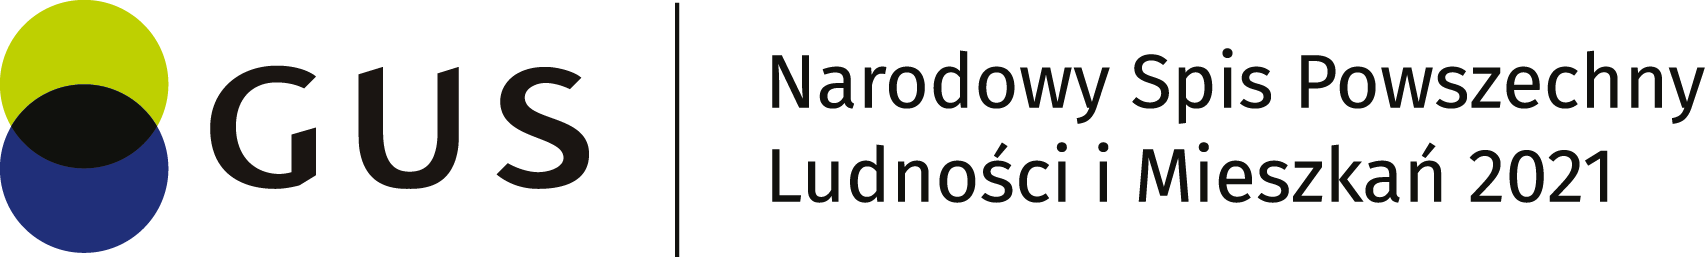 GUS
Narodowy Spis Powszechny
Ludności i Mieszkań 2021